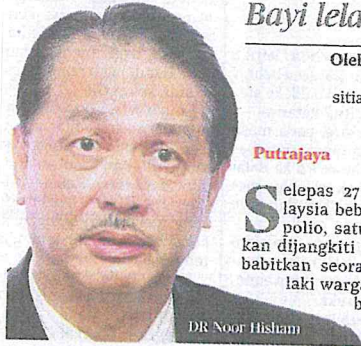 Bayi lela
Oleh
sitia
Putrajaya
Selepas 27
laysia beb
polio, satu
kan dijangkiti
babitkan seora
laki warga
b
DR Noor Hisham